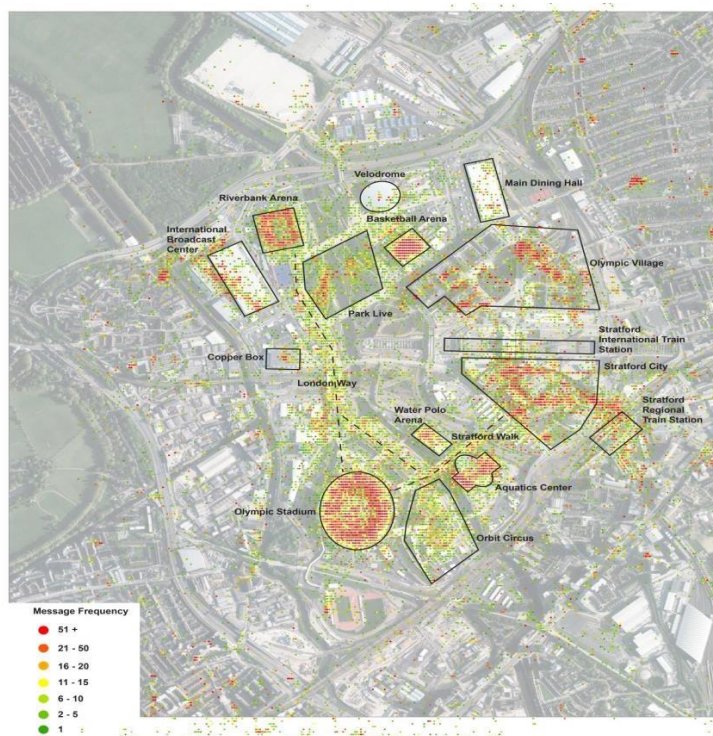 Velodrome
Main Dining Hall
Riverbank Arena
Basketball Arena
International
Broadcast
Center
Olympic Village
Park Live
Stratford
International Train
Station
Copper Box
Stratford City
London Way
Stratford
Regional
Train Station
Water Polo
Arena
Stratford Walk
Aquatics Center
Olympic Stadium
Orbit Circus
Message Frequency
51 +
21 - 50
16 - 20
11 - 15
6 - 10
2 - 5
1